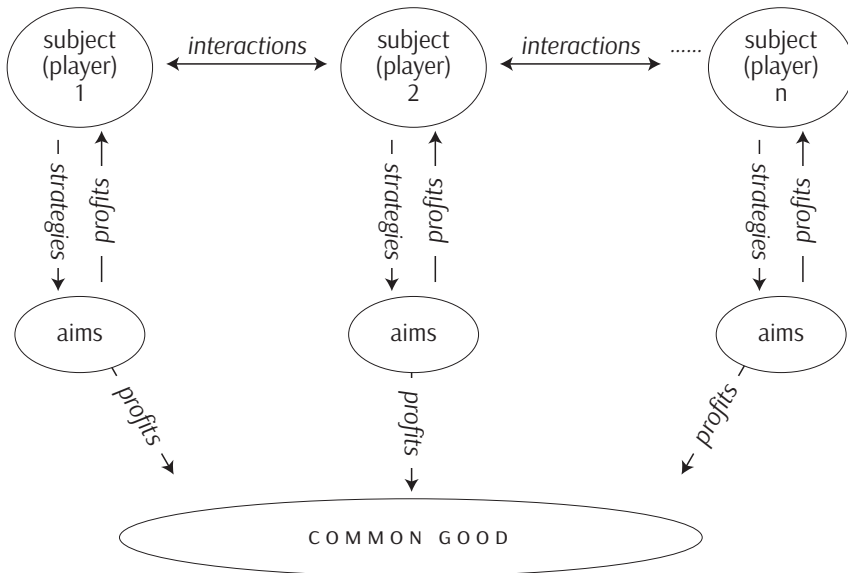 subject
(player)
1
interactions
subject
(player)
2
interactions
......
subject
(player)
n
strategies
profits
strategies
profits
strategies
profits
aims
aims
aims
profits
profits
profits
COMMON GOOD